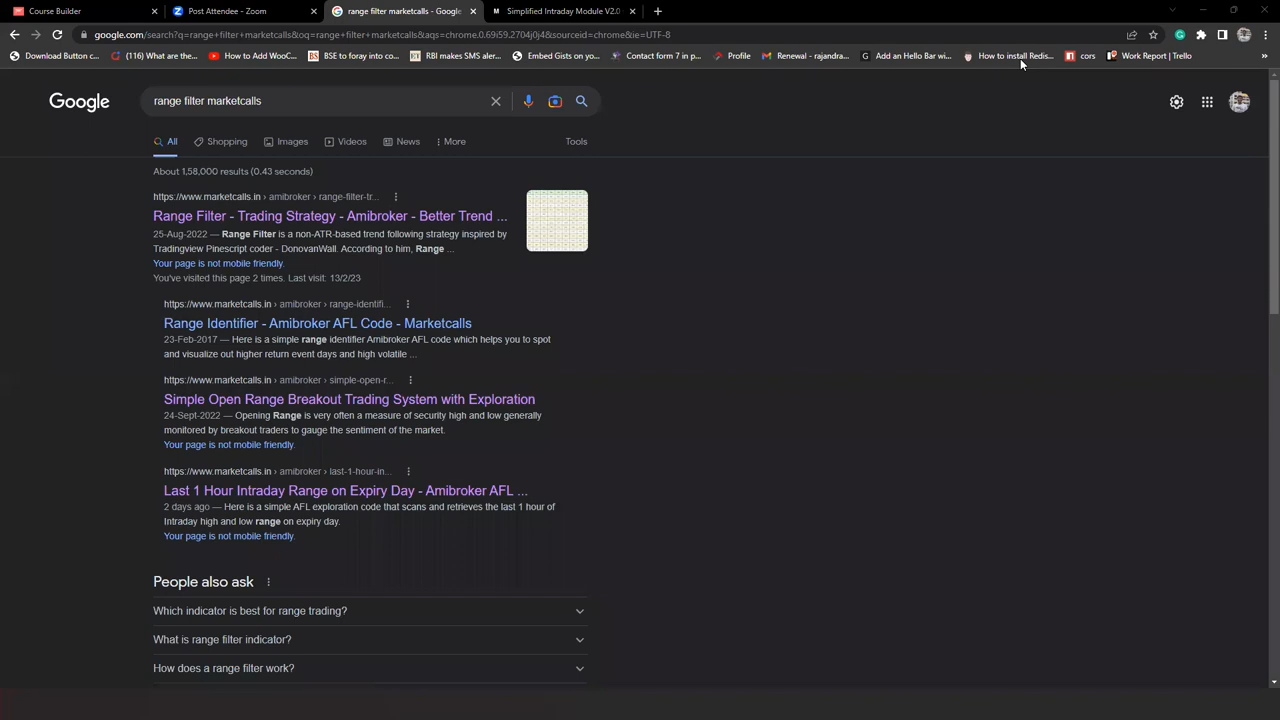 Course Builder
Post Attendee - Zoom
range filter marketcalls - Google
Simplified Intraday Module V2.0
google.com/search?q=range+filter+marketcalls&oq=range+filter+marketcalls&aqs=chrome.0.69i59.2704j0j4&sourceid=chrome&ie=UTF-8
Download Button c...
(116) What are the...
How to Add WooC...
BSE to foray into co...
RBI makes SMS aler...
Embed Gists on yo...
Contact form 7 in p...
Profile
Renewal - rajandra...
Add an Hello Bar wi...
How to install Redis...
cors
Work Report | Trello
Google
range filter marketcalls
All
Shopping
Images
Videos
News
More
Tools
About 1,58,000 results (0.43 seconds)
https://www.marketcalls.in › amibroker › range-filter-tr...
Range Filter - Trading Strategy - Amibroker - Better Trend ...
25-Aug-2022 — Range Filter is a non-ATR-based trend following strategy inspired by
Tradingview Pinescript coder - DonovanWall. According to him, Range ...
Your page is not mobile friendly.
You've visited this page 2 times. Last visit: 13/2/23
https://www.marketcalls.in › amibroker › range-identifi...
Range Identifier - Amibroker AFL Code - Marketcalls
23-Feb-2017 — Here is a simple range identifier Amibroker AFL code which helps you to spot
and visualize out higher return event days and high volatile ...
https://www.marketcalls.in › amibroker › simple-open-r...
Simple Open Range Breakout Trading System with Exploration
24-Sept-2022 — Opening Range is very often a measure of security high and low generally
monitored by breakout traders to gauge the sentiment of the market.
Your page is not mobile friendly.
https://www.marketcalls.in › amibroker › last-1-hour-in...
Last 1 Hour Intraday Range on Expiry Day - Amibroker AFL ...
2 days ago — Here is a simple AFL exploration code that scans and retrieves the last 1 hour of
Intraday high and low range on expiry day.
Your page is not mobile friendly.
People also ask
Which indicator is best for range trading?
What is range filter indicator?
How does a range filter work?